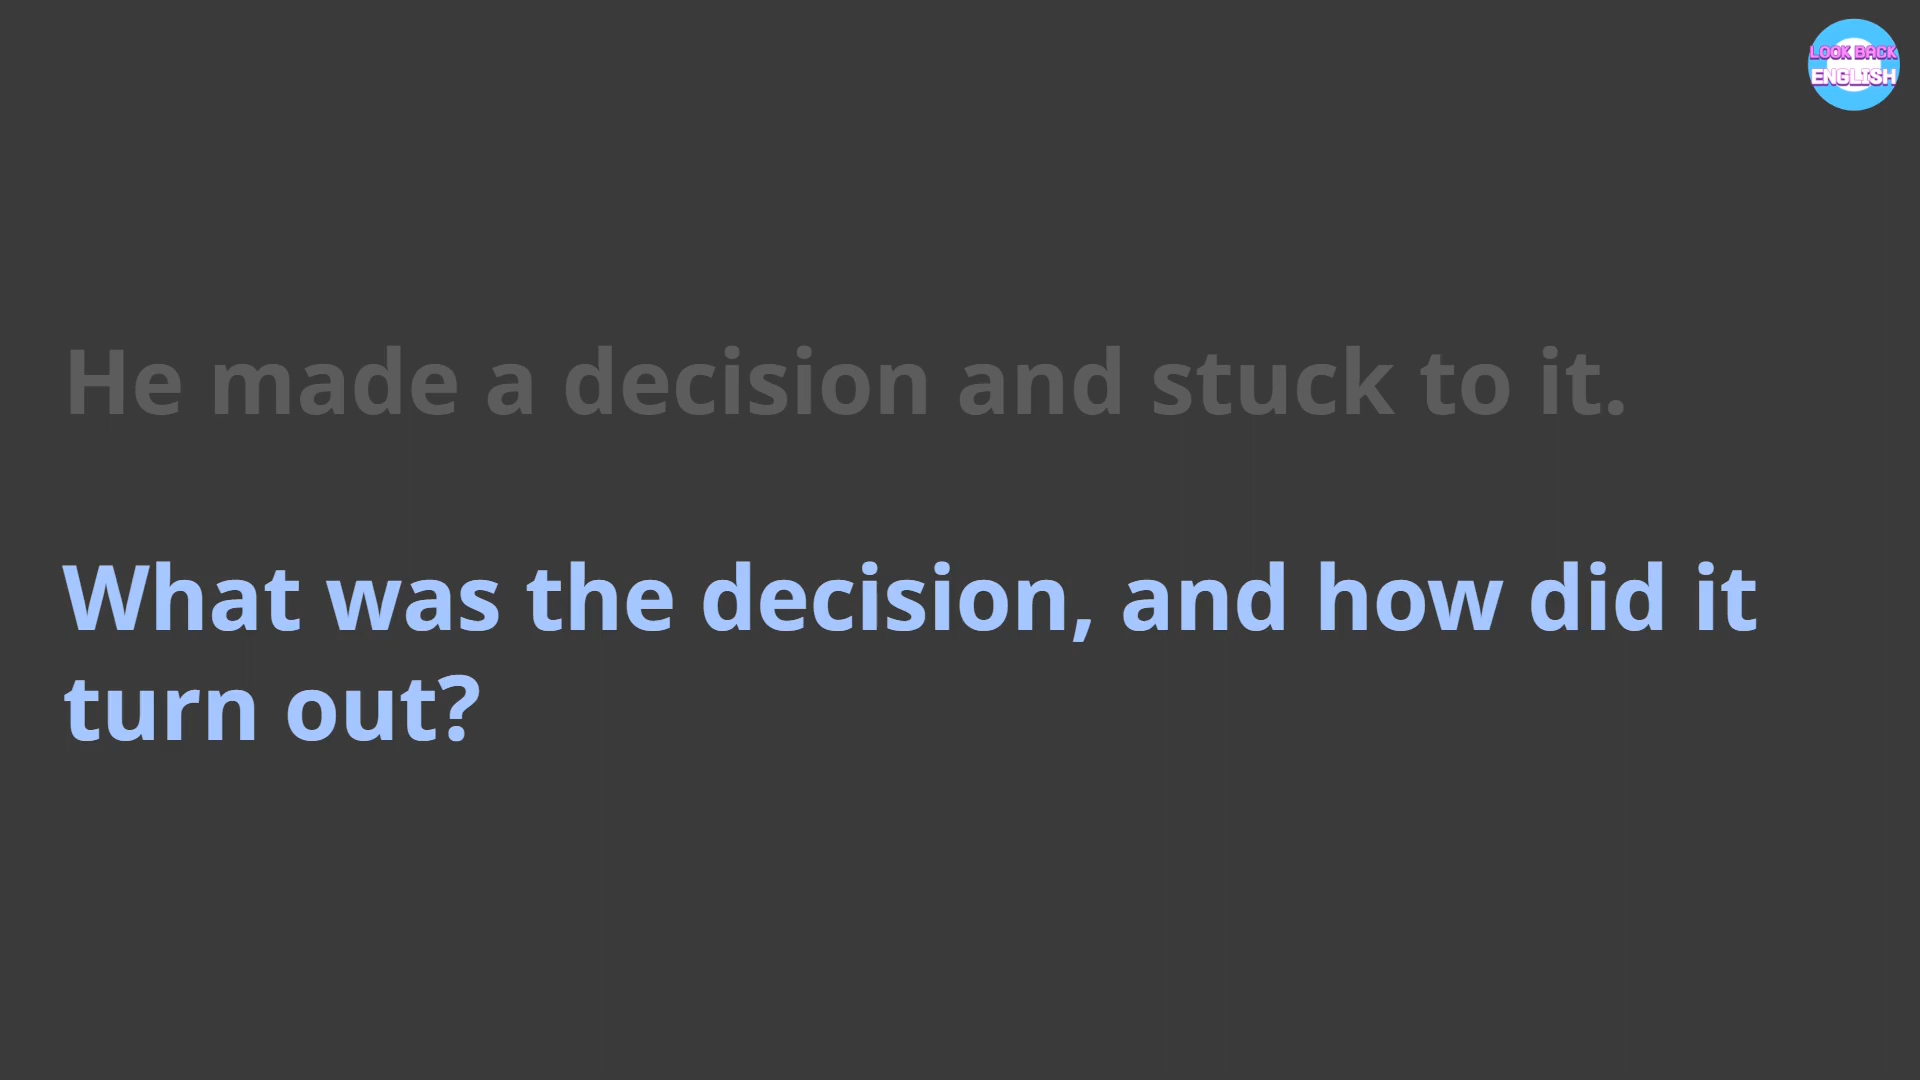 LOOK BACK
ENGLISH
He made a decision and stuck to it.
What was the decision, and how did it
turn out?